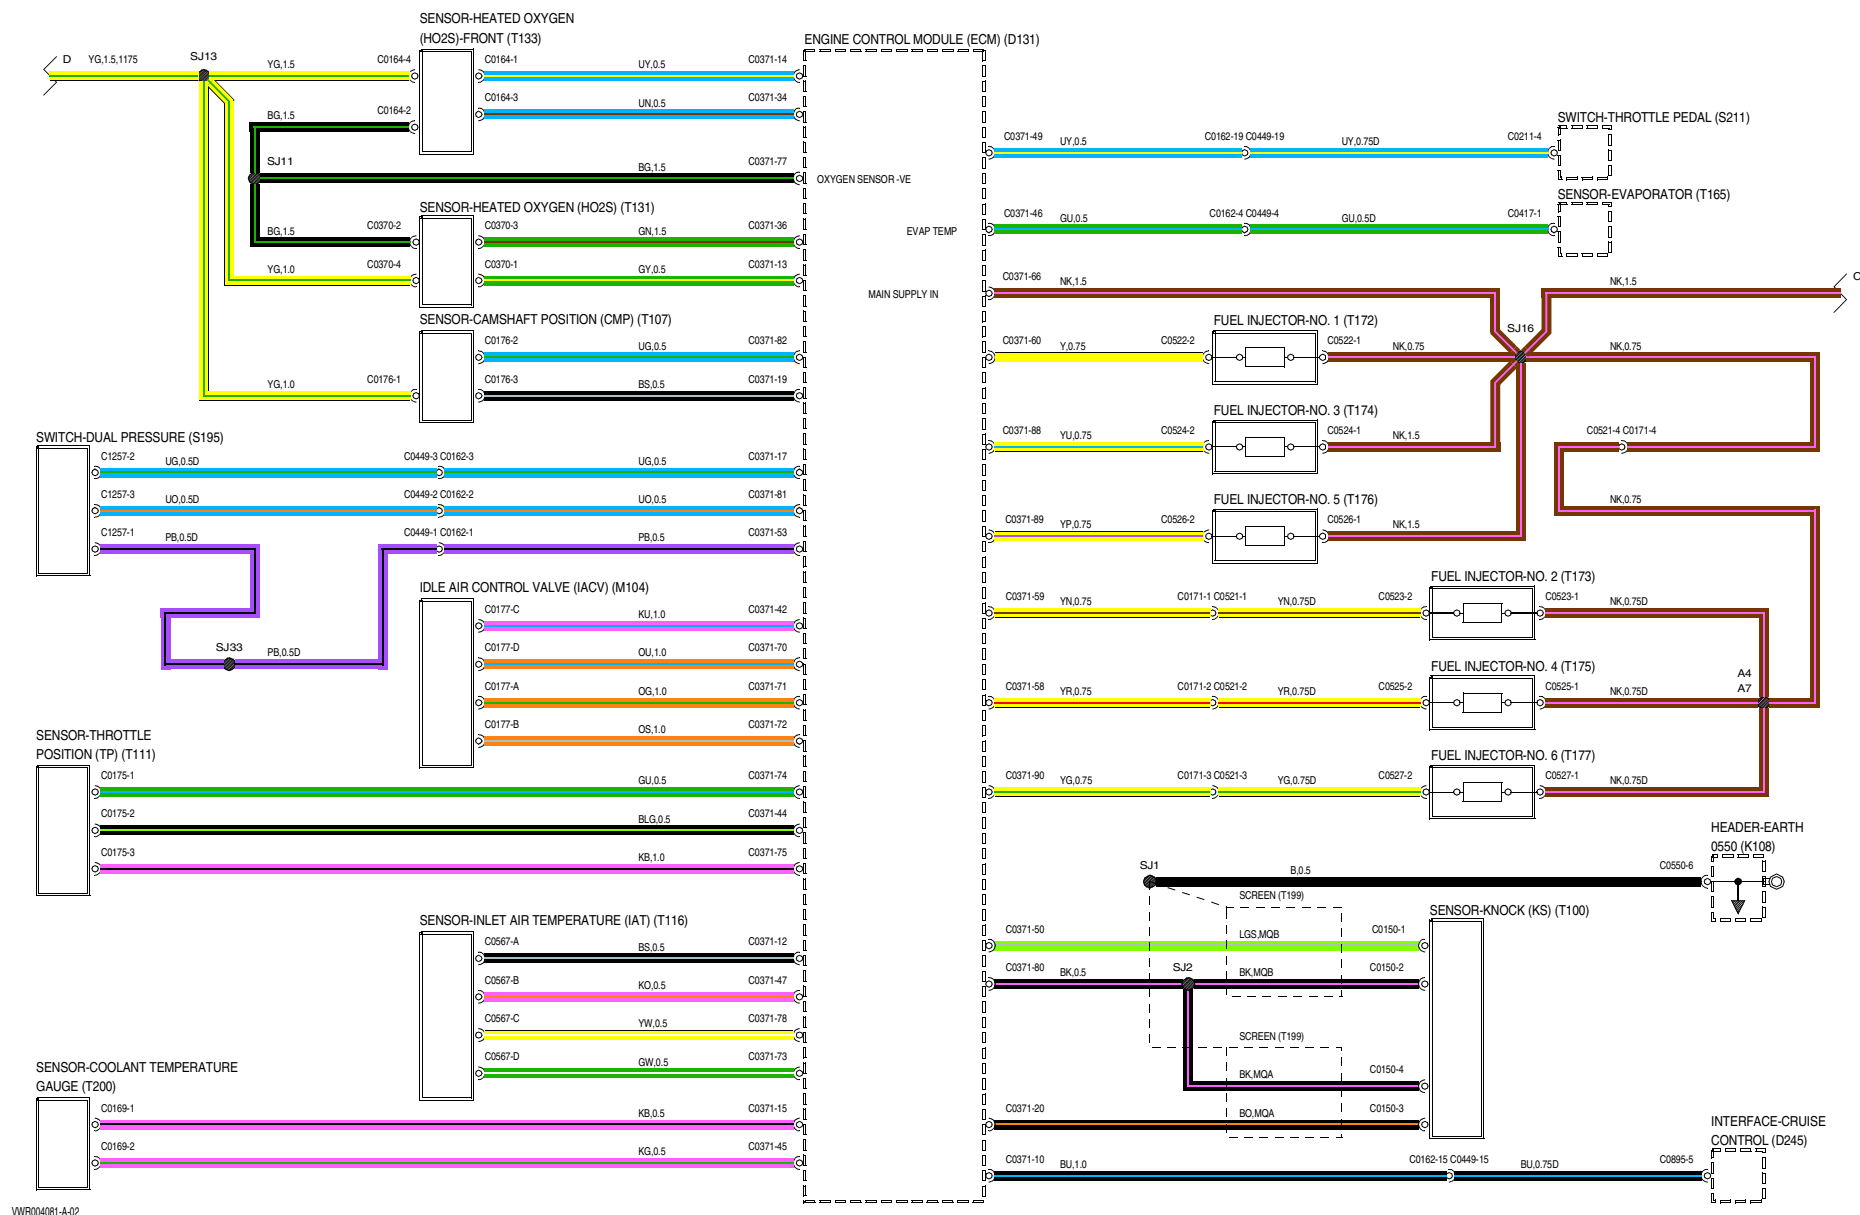 SENSOR-HEATED OXYGEN
(HO2S)-FRONT (T133)
ENGINE CONTROL MODULE (ECM) (D131)
D
YG,1.5,1175
SJ13
YG,1.5
C0164-4
C0164-1
UY,0.5
C0371-14
C0164-3
UN,0.5
C0371-34
BG,1.5
C0164-2
SJ11
BG,1.5
C0371-77
OXYGEN SENSOR -VE
SENSOR-HEATED OXYGEN (HO2S) (T131)
BG,1.5
C0370-2
C0370-3
GN,1.5
C0371-36
YG,1.0
C0370-4
C0370-1
GY,0.5
C0371-13
SENSOR-CAMSHAFT POSITION (CMP) (T107)
C0176-2
UG,0.5
C0371-82
YG,1.0
C0176-1
C0176-3
BS,0.5
C0371-19
SWITCH-DUAL PRESSURE (S195)
C1257-2
UG,0.5D
C0449-3 C0162-3
UG,0.5
C0371-17
C1257-3
UO,0.5D
C0449-2 C0162-2
UO,0.5
C0371-81
C1257-1
PB,0.5D
C0449-1 C0162-1
PB,0.5
C0371-53
SJ33
PB,0.5D
IDLE AIR CONTROL VALVE (IACV) (M104)
C0177-C
KU,1.0
C0371-42
C0177-D
OU,1.0
C0371-70
C0177-A
OG,1.0
C0371-71
C0177-B
OS,1.0
C0371-72
SENSOR-THROTTLE
POSITION (TP) (T111)
C0175-1
GU,0.5
C0371-74
C0175-2
BLG,0.5
C0371-44
C0175-3
KB,1.0
C0371-75
SENSOR-INLET AIR TEMPERATURE (IAT) (T116)
C0567-A
BS,0.5
C0371-12
C0567-B
KO,0.5
C0371-47
C0567-C
YW,0.5
C0371-78
C0567-D
GW,0.5
C0371-73
SENSOR-COOLANT TEMPERATURE
GAUGE (T200)
C0169-1
KB,0.5
C0371-15
C0169-2
KG,0.5
C0371-45
VWR004081-A-02
SWITCH-THROTTLE PEDAL (S211)
C0371-49
UY,0.5
C0162-19 C0449-19
UY,0.75D
C0211-4
SENSOR-EVAPORATOR (T165)
EVAP TEMP
C0371-46
GU,0.5
C0162-4 C0449-4
GU,0.5D
C0417-1
MAIN SUPPLY IN
C0371-66
NK,1.5
NK,1.5
FUEL INJECTOR-NO. 1 (T172)
SJ16
C0371-60
Y,0.75
C0522-2
C0522-1
NK,0.75
NK,0.75
FUEL INJECTOR-NO. 3 (T174)
C0371-88
YU,0.75
C0524-2
C0524-1
NK,1.5
C0521-4 C0171-4
FUEL INJECTOR-NO. 5 (T176)
NK,0.75
C0371-89
YP,0.75
C0526-2
C0526-1
NK,1.5
FUEL INJECTOR-NO. 2 (T173)
C0371-59
YN,0.75
C0171-1 C0521-1
YN,0.75D
C0523-2
C0523-1
NK,0.75D
FUEL INJECTOR-NO. 4 (T175)
A4
A7
C0371-58
YR,0.75
C0171-2 C0521-2
YR,0.75D
C0525-2
C0525-1
NK,0.75D
FUEL INJECTOR-NO. 6 (T177)
C0371-90
YG,0.75
C0171-3 C0521-3
YG,0.75D
C0527-2
C0527-1
NK,0.75D
HEADER-EARTH
0550 (K108)
SJ1
B,0.5
C0550-6
SCREEN (T199)
SENSOR-KNOCK (KS) (T100)
C0371-50
LGS,MQB
C0150-1
C0371-80
BK,0.5
SJ2
BK,MQB
C0150-2
SCREEN (T199)
BK,MQA
C0150-4
C0371-20
BO,MQA
C0150-3
INTERFACE-CRUISE
CONTROL (D245)
C0371-10
BU,1.0
C0162-15 C0449-15
BU,0.75D
C0895-5